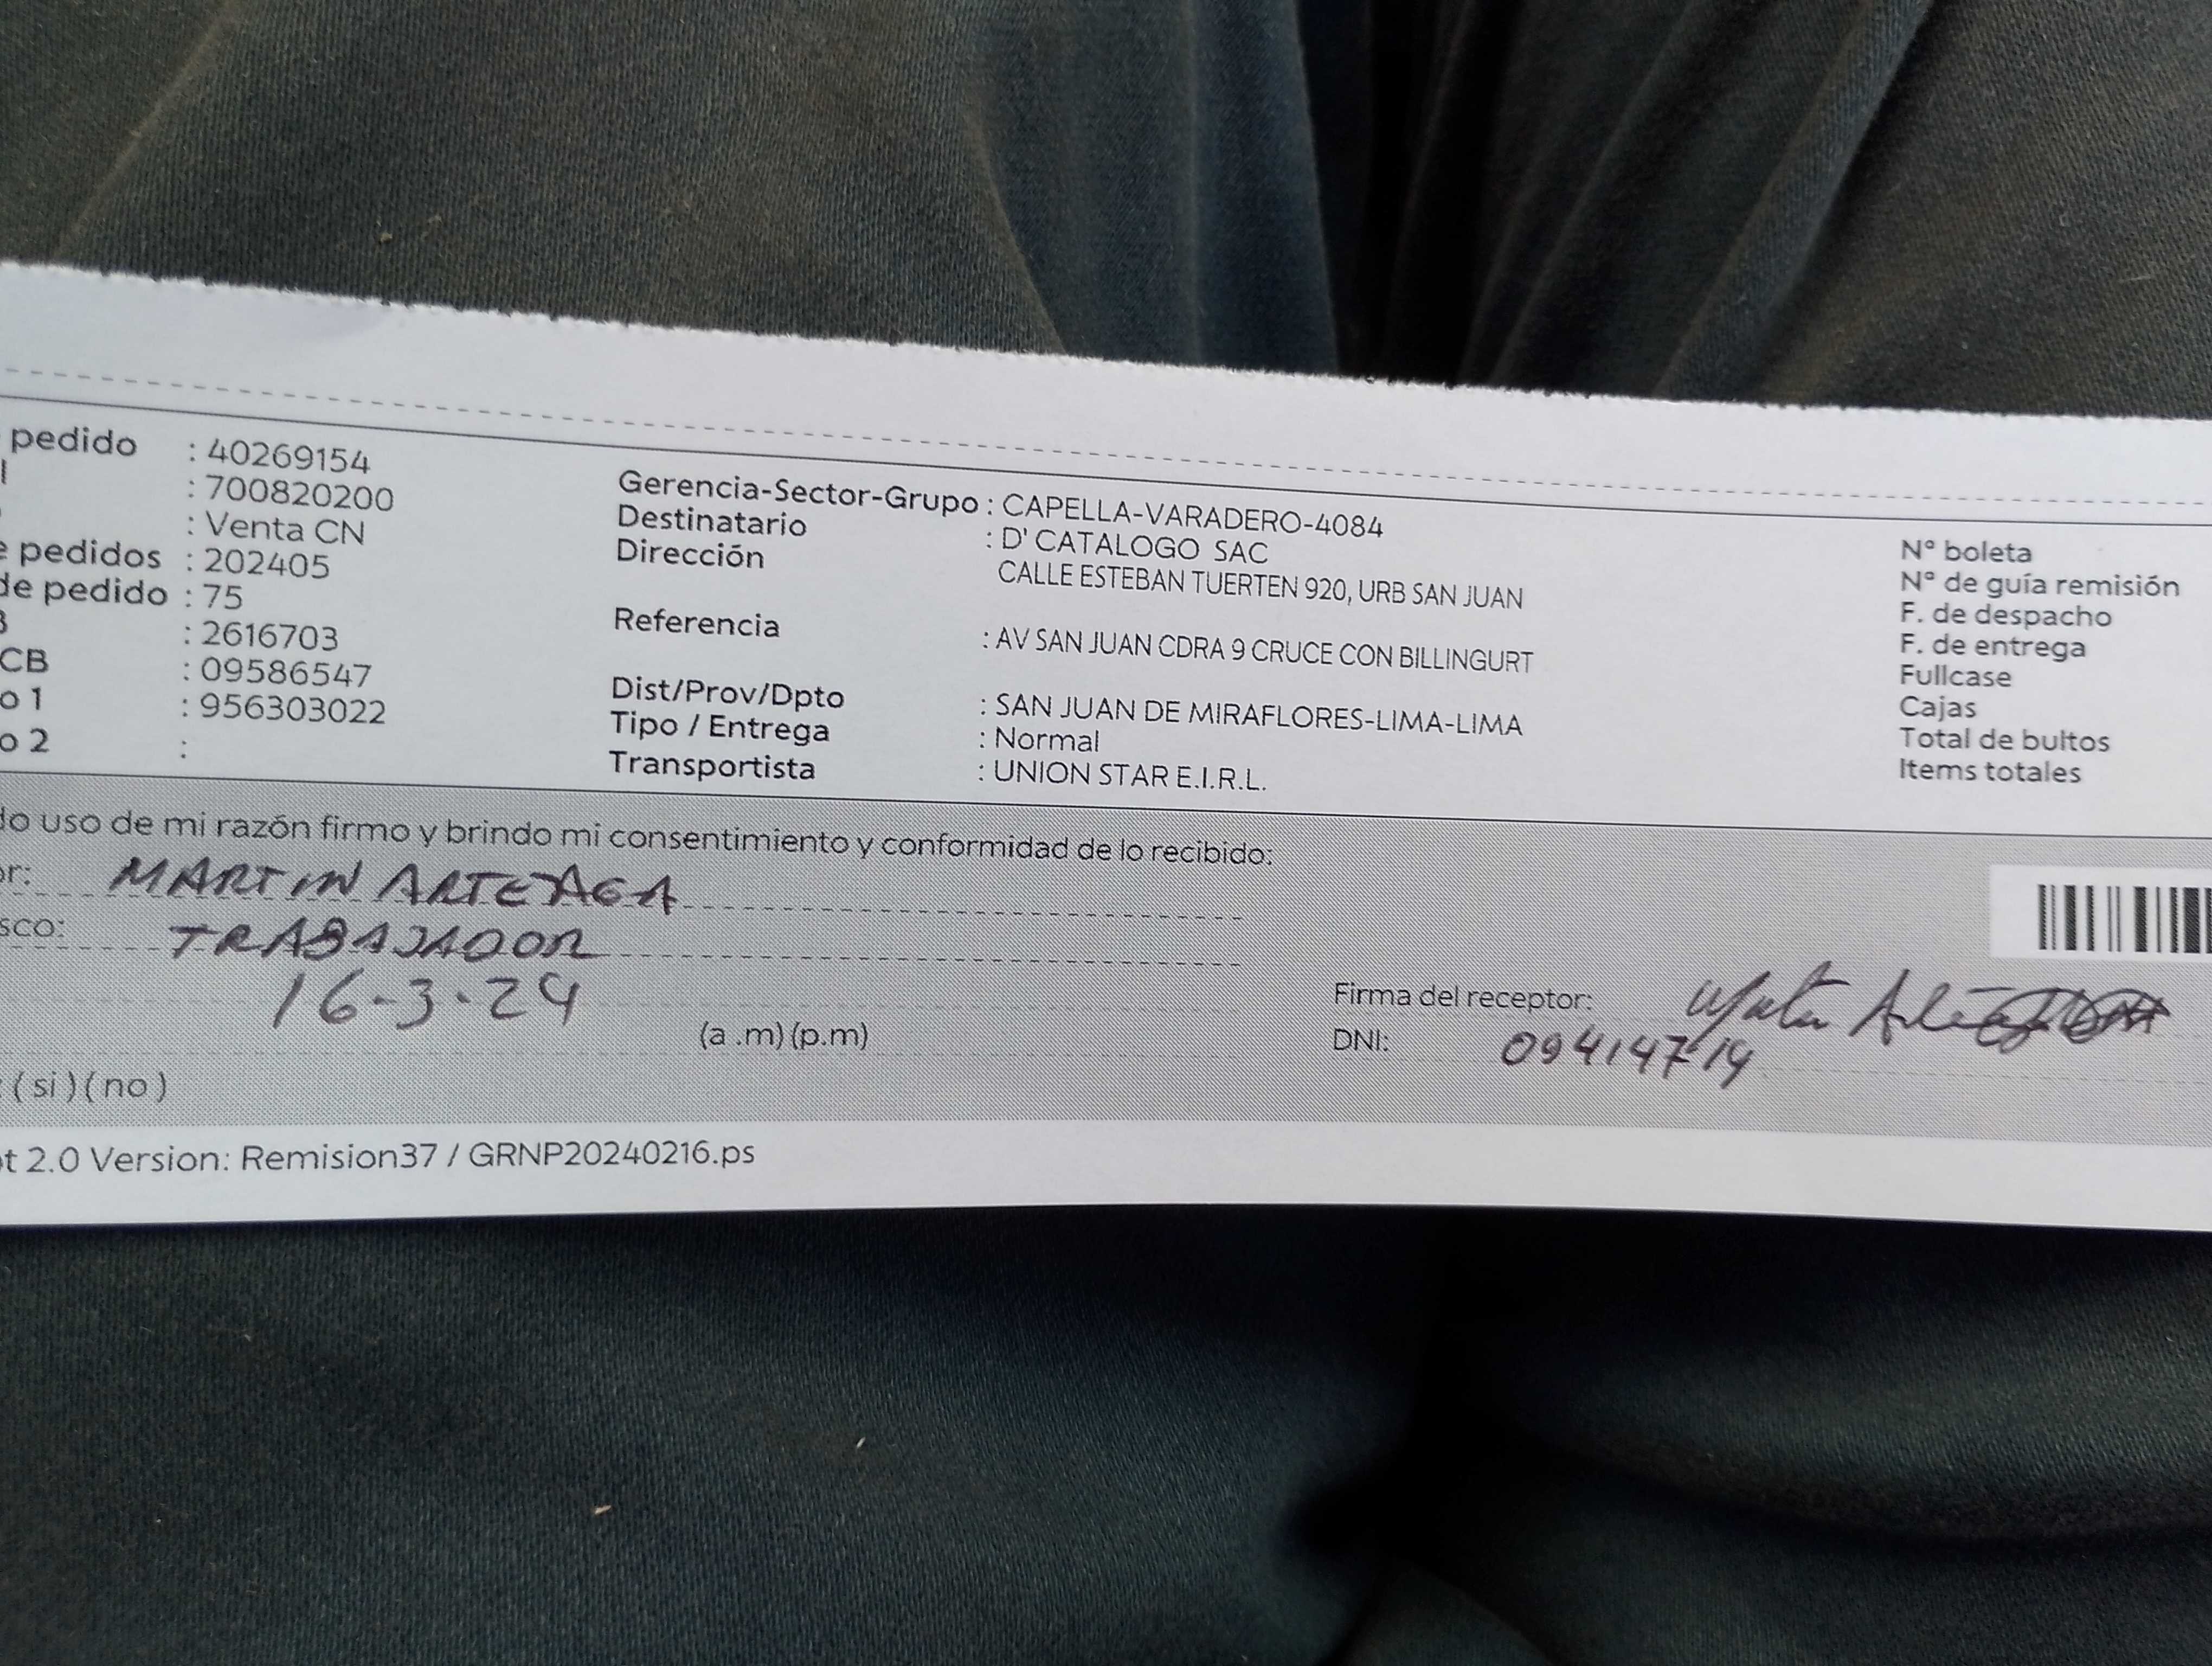 pedido : 40269154
: 700820200
: Venta CN
pedidos : 202405
de pedido : 75
: 2616703
CB : 09586547
o 1 : 956303022
o 2 :
Gerencia-Sector-Grupo : CAPELLA-VARADERO-4084
Destinatario : D' CATALOGO SAC
Dirección CALLE ESTEBAN TUERTEN 920, URB SAN JUAN
Referencia : AV SAN JUAN CDRA 9 CRUCE CON BILLINGURT
Dist/Prov/Dpto : SAN JUAN DE MIRAFLORES-LIMA-LIMA
Tipo / Entrega : Normal
Transportista : UNION STAR E.I.R.L.
N° boleta
N° de guía remisión
F. de despacho
F. de entrega
Fullcase
Cajas
Total de bultos
Items totales
do uso de mi razón firmo y brindo mi consentimiento y conformidad de lo recibido:
or: MARTIN ARTEAGA
sco: TRABAJADOR
16-3-24
(a .m) (p.m)
Firma del receptor:
DNI: 09414719
: ( si ) ( no )
t 2.0 Version: Remision37 / GRNP20240216.ps